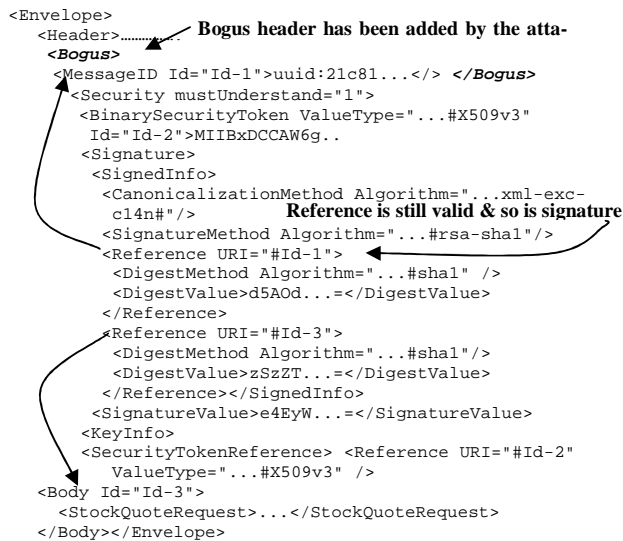 <Envelope>
<Header>…………… Bogus header has been added by the atta-
<Bogus>
<MessageID Id="Id-1">uuid:21c81...</> </Bogus>
<Security mustUnderstand="1">
<BinarySecurityToken ValueType="...#X509v3"
Id="Id-2">MIIBxDCCAW6g..
<Signature>
<SignedInfo>
<CanonicalizationMethod Algorithm="...xml-exc-
c14n#"/>
Reference is still valid & so is signature
<SignatureMethod Algorithm="...#rsa-sha1"/>
<Reference URI="#Id-1">
<DigestMethod Algorithm="...#sha1" />
<DigestValue>d5AOd...=</DigestValue>
</Reference>
<Reference URI="#Id-3">
<DigestMethod Algorithm="...#sha1"/>
<DigestValue>zSzZT...=</DigestValue>
</Reference></SignedInfo>
<SignatureValue>e4EyW...=</SignatureValue>
<KeyInfo>
<SecurityTokenReference> <Reference URI="#Id-2"
ValueType="...#X509v3" />
<Body Id="Id-3">
<StockQuoteRequest>...</StockQuoteRequest>
</Body></Envelope>